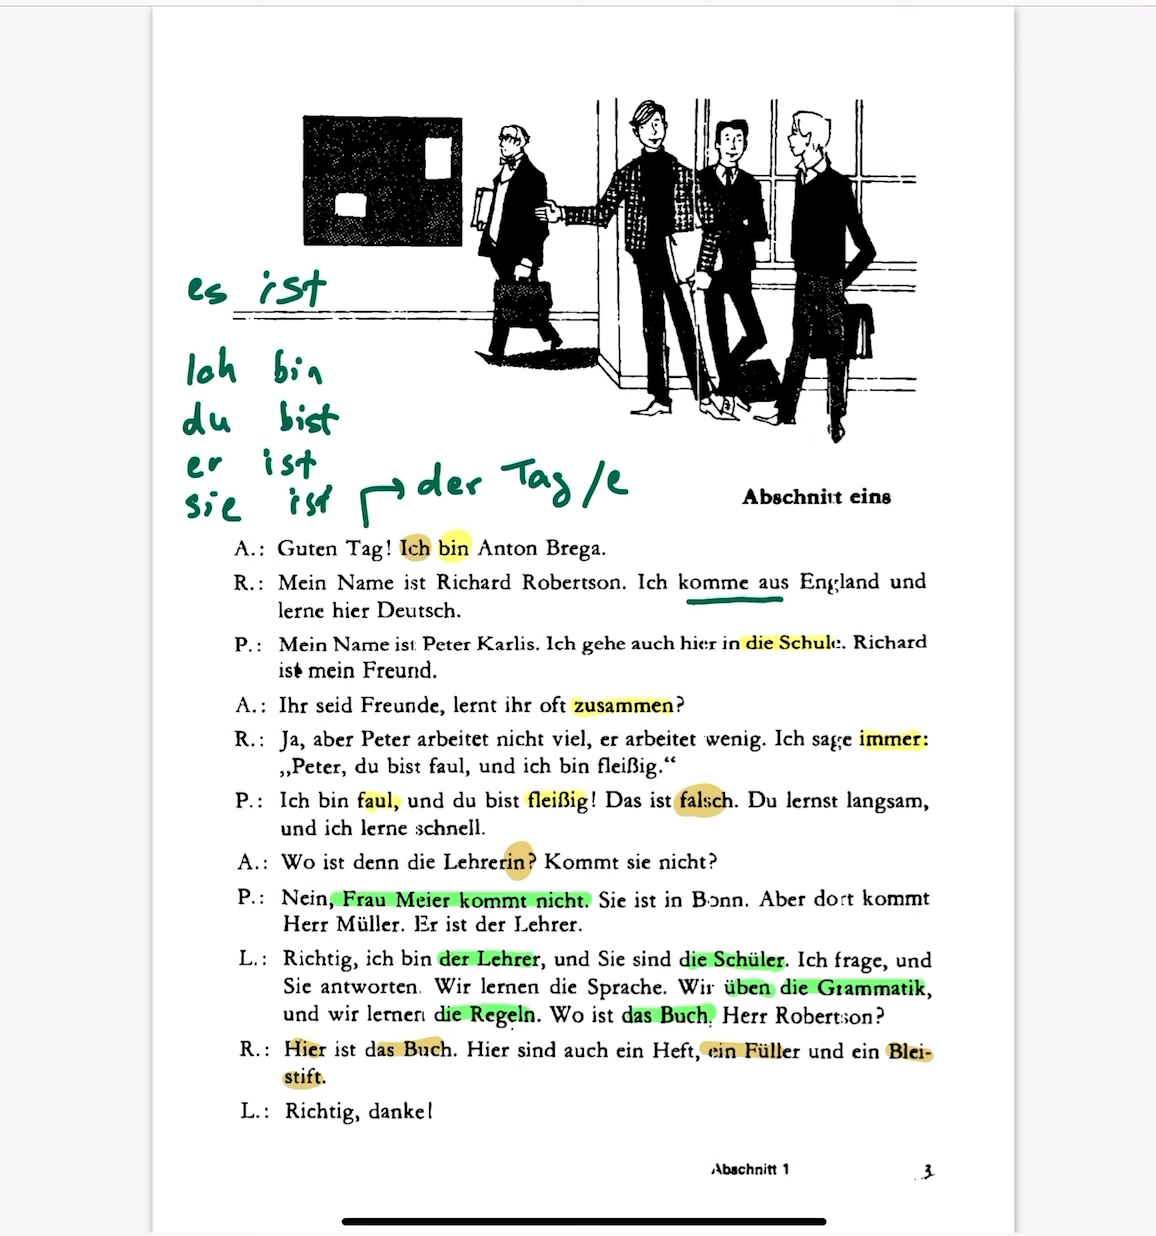 es ist
Ich bin
du bist
er ist
sie ist → der Tag/e
Abschnitt eins
A.: Guten Tag! Ich bin Anton Brega.
R.: Mein Name ist Richard Robertson. Ich komme aus England und
lerne hier Deutsch.
P.: Mein Name ist Peter Karlis. Ich gehe auch hier in die Schule. Richard
ist mein Freund.
A.: Ihr seid Freunde, lernt ihr oft zusammen?
R.: Ja, aber Peter arbeitet nicht viel, er arbeitet wenig. Ich sage immer:
„Peter, du bist faul, und ich bin fleißig.“
P.: Ich bin faul, und du bist fleißig! Das ist falsch. Du lernst langsam,
und ich lerne schnell.
A.: Wo ist denn die Lehrerin? Kommt sie nicht?
P.: Nein, Frau Meier kommt nicht. Sie ist in Bonn. Aber dort kommt
Herr Müller. Er ist der Lehrer.
L.: Richtig, ich bin der Lehrer, und Sie sind die Schüler. Ich frage, und
Sie antworten. Wir lernen die Sprache. Wir üben die Grammatik,
und wir lernen die Regeln. Wo ist das Buch, Herr Robertson?
R.: Hier ist das Buch. Hier sind auch ein Heft, ein Füller und ein Blei-
stift.
L.: Richtig, danke!
Abschnitt 1 3